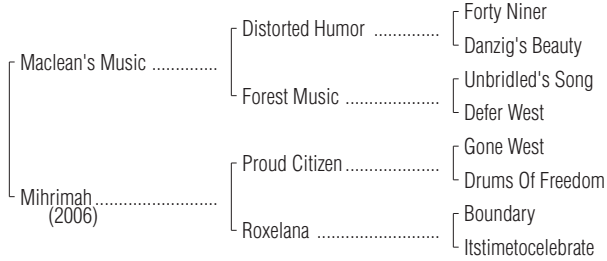 Forty Niner
Distorted Humor ..............
Danzig's Beauty
Maclean's Music ..............
Unbridled's Song
Forest Music ....................
Defer West
Gone West
Proud Citizen....................
Drums Of Freedom
Mihrimah..........................
(2006)
Boundary
Roxelana ..........................
Itstimetocelebrate